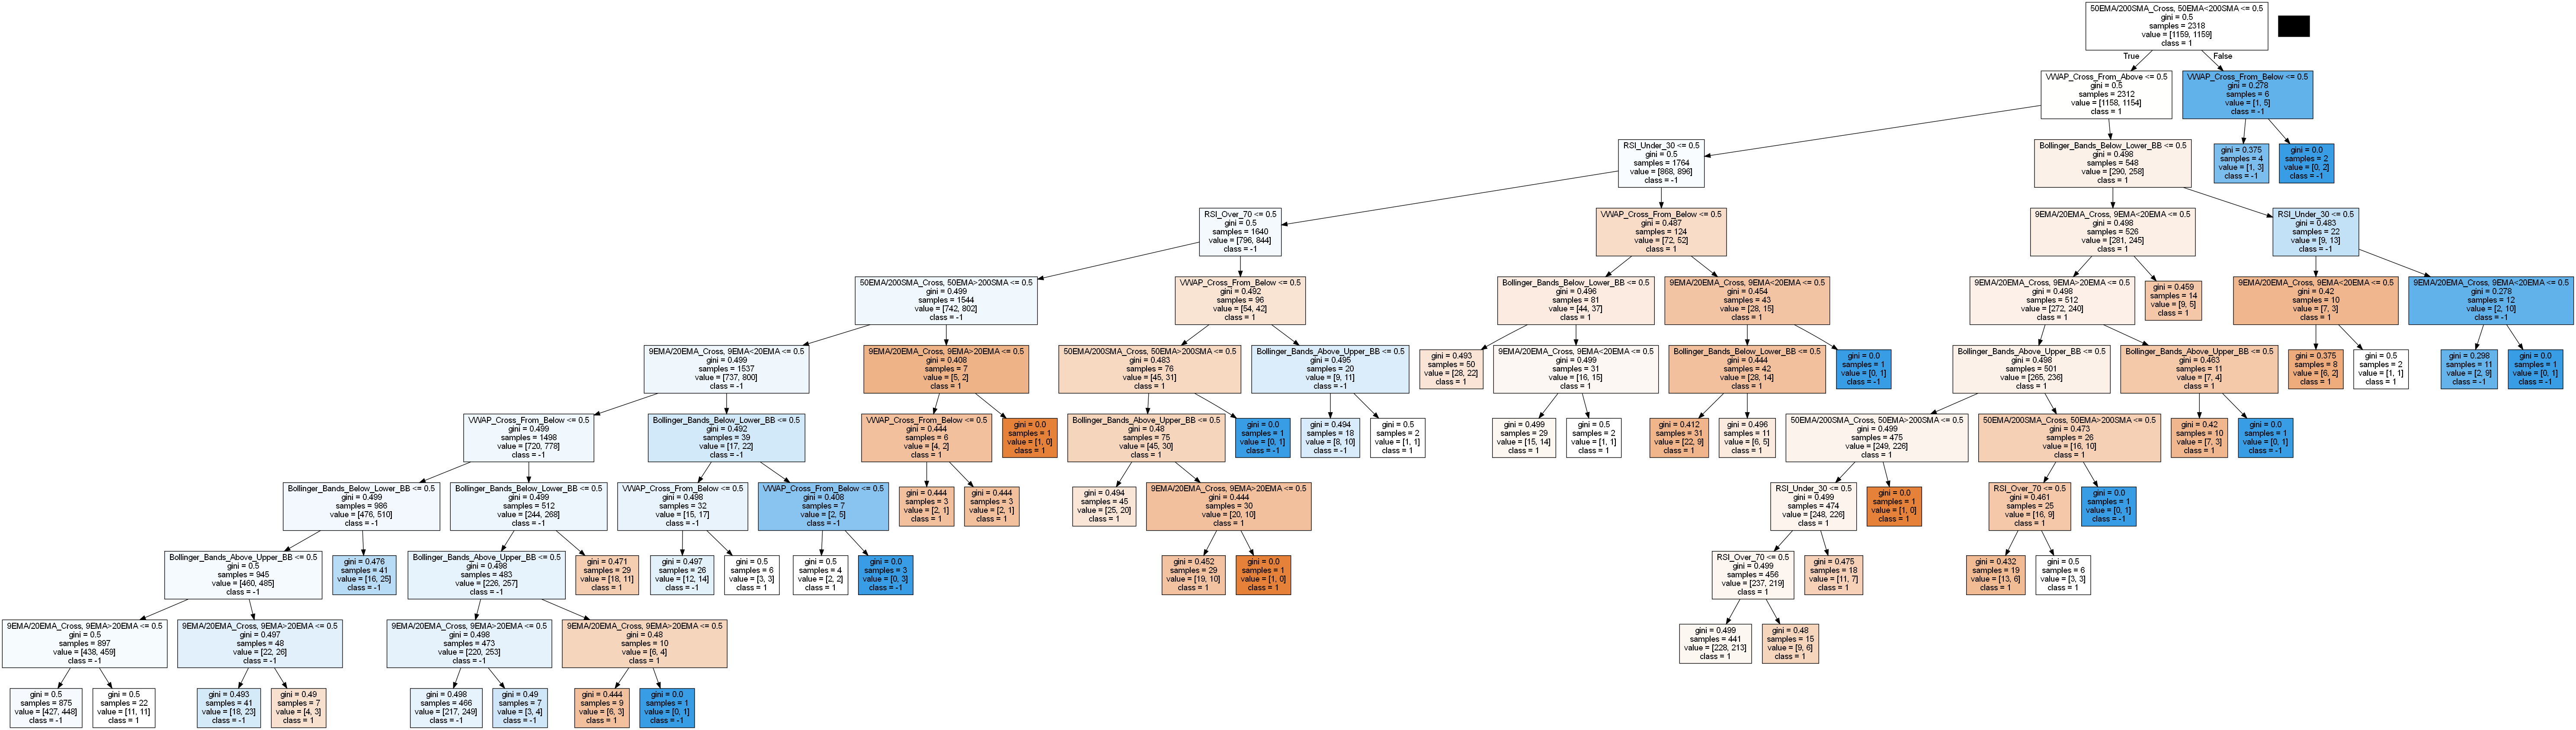 50EMA/200SMA_Cross, 50EMA<200SMA <= 0.5
gini = 0.5
samples = 2318
value = [1159, 1159]
class = 1
True
False
VWAP_Cross_From_Above <= 0.5
gini = 0.5
samples = 2312
value = [1158, 1154]
class = 1
VWAP_Cross_From_Below <= 0.5
gini = 0.278
samples = 6
value = [1, 5]
class = -1
RSI_Under_30 <= 0.5
gini = 0.5
samples = 1764
value = [868, 896]
class = -1
Bollinger_Bands_Below_Lower_BB <= 0.5
gini = 0.498
samples = 548
value = [290, 258]
class = 1
gini = 0.375
samples = 4
value = [1, 3]
class = -1
gini = 0.0
samples = 2
value = [0, 2]
class = -1
RSI_Over_70 <= 0.5
gini = 0.5
samples = 1640
value = [796, 844]
class = -1
VWAP_Cross_From_Below <= 0.5
gini = 0.487
samples = 124
value = [72, 52]
class = 1
9EMA/20EMA_Cross, 9EMA<20EMA <= 0.5
gini = 0.498
samples = 526
value = [281, 245]
class = 1
RSI_Under_30 <= 0.5
gini = 0.483
samples = 22
value = [9, 13]
class = -1
50EMA/200SMA_Cross, 50EMA>200SMA <= 0.5
gini = 0.499
samples = 1544
value = [742, 802]
class = -1
VWAP_Cross_From_Below <= 0.5
gini = 0.492
samples = 96
value = [54, 42]
class = 1
Bollinger_Bands_Below_Lower_BB <= 0.5
gini = 0.496
samples = 81
value = [44, 37]
class = 1
9EMA/20EMA_Cross, 9EMA<20EMA <= 0.5
gini = 0.454
samples = 43
value = [28, 15]
class = 1
9EMA/20EMA_Cross, 9EMA>20EMA <= 0.5
gini = 0.498
samples = 512
value = [272, 240]
class = 1
gini = 0.459
samples = 14
value = [9, 5]
class = 1
9EMA/20EMA_Cross, 9EMA<20EMA <= 0.5
gini = 0.42
samples = 10
value = [7, 3]
class = 1
9EMA/20EMA_Cross, 9EMA<20EMA <= 0.5
gini = 0.278
samples = 12
value = [2, 10]
class = -1
9EMA/20EMA_Cross, 9EMA<20EMA <= 0.5
gini = 0.499
samples = 1537
value = [737, 800]
class = -1
9EMA/20EMA_Cross, 9EMA>20EMA <= 0.5
gini = 0.408
samples = 7
value = [5, 2]
class = 1
50EMA/200SMA_Cross, 50EMA>200SMA <= 0.5
gini = 0.483
samples = 76
value = [45, 31]
class = 1
Bollinger_Bands_Above_Upper_BB <= 0.5
gini = 0.495
samples = 20
value = [9, 11]
class = -1
gini = 0.493
samples = 50
value = [28, 22]
class = 1
9EMA/20EMA_Cross, 9EMA<20EMA <= 0.5
gini = 0.499
samples = 31
value = [16, 15]
class = 1
Bollinger_Bands_Below_Lower_BB <= 0.5
gini = 0.444
samples = 42
value = [28, 14]
class = 1
gini = 0.0
samples = 1
value = [0, 1]
class = -1
Bollinger_Bands_Above_Upper_BB <= 0.5
gini = 0.498
samples = 501
value = [265, 236]
class = 1
Bollinger_Bands_Above_Upper_BB <= 0.5
gini = 0.463
samples = 11
value = [7, 4]
class = 1
gini = 0.375
samples = 8
value = [6, 2]
class = 1
gini = 0.5
samples = 2
value = [1, 1]
class = 1
gini = 0.298
samples = 11
value = [2, 9]
class = -1
gini = 0.0
samples = 1
value = [0, 1]
class = -1
VWAP_Cross_From_Below <= 0.5
gini = 0.499
samples = 1498
value = [720, 778]
class = -1
Bollinger_Bands_Below_Lower_BB <= 0.5
gini = 0.492
samples = 39
value = [17, 22]
class = -1
VWAP_Cross_From_Below <= 0.5
gini = 0.444
samples = 6
value = [4, 2]
class = 1
gini = 0.0
samples = 1
value = [1, 0]
class = 1
Bollinger_Bands_Above_Upper_BB <= 0.5
gini = 0.48
samples = 75
value = [45, 30]
class = 1
gini = 0.0
samples = 1
value = [0, 1]
class = -1
gini = 0.494
samples = 18
value = [8, 10]
class = -1
gini = 0.5
samples = 2
value = [1, 1]
class = 1
gini = 0.499
samples = 29
value = [15, 14]
class = 1
gini = 0.5
samples = 2
value = [1, 1]
class = 1
gini = 0.412
samples = 31
value = [22, 9]
class = 1
gini = 0.496
samples = 11
value = [6, 5]
class = 1
50EMA/200SMA_Cross, 50EMA>200SMA <= 0.5
gini = 0.499
samples = 475
value = [249, 226]
class = 1
50EMA/200SMA_Cross, 50EMA>200SMA <= 0.5
gini = 0.473
samples = 26
value = [16, 10]
class = 1
gini = 0.42
samples = 10
value = [7, 3]
class = 1
gini = 0.0
samples = 1
value = [0, 1]
class = -1
Bollinger_Bands_Below_Lower_BB <= 0.5
gini = 0.499
samples = 986
value = [476, 510]
class = -1
Bollinger_Bands_Below_Lower_BB <= 0.5
gini = 0.499
samples = 512
value = [244, 268]
class = -1
VWAP_Cross_From_Below <= 0.5
gini = 0.498
samples = 32
value = [15, 17]
class = -1
VWAP_Cross_From_Below <= 0.5
gini = 0.408
samples = 7
value = [2, 5]
class = -1
gini = 0.444
samples = 3
value = [2, 1]
class = 1
gini = 0.444
samples = 3
value = [2, 1]
class = 1
gini = 0.494
samples = 45
value = [25, 20]
class = 1
9EMA/20EMA_Cross, 9EMA>20EMA <= 0.5
gini = 0.444
samples = 30
value = [20, 10]
class = 1
RSI_Under_30 <= 0.5
gini = 0.499
samples = 474
value = [248, 226]
class = 1
gini = 0.0
samples = 1
value = [1, 0]
class = 1
RSI_Over_70 <= 0.5
gini = 0.461
samples = 25
value = [16, 9]
class = 1
gini = 0.0
samples = 1
value = [0, 1]
class = -1
Bollinger_Bands_Above_Upper_BB <= 0.5
gini = 0.5
samples = 945
value = [460, 485]
class = -1
gini = 0.476
samples = 41
value = [16, 25]
class = -1
Bollinger_Bands_Above_Upper_BB <= 0.5
gini = 0.498
samples = 483
value = [226, 257]
class = -1
gini = 0.471
samples = 29
value = [18, 11]
class = 1
gini = 0.497
samples = 26
value = [12, 14]
class = -1
gini = 0.5
samples = 6
value = [3, 3]
class = 1
gini = 0.5
samples = 4
value = [2, 2]
class = 1
gini = 0.0
samples = 3
value = [0, 3]
class = -1
gini = 0.452
samples = 29
value = [19, 10]
class = 1
gini = 0.0
samples = 1
value = [1, 0]
class = 1
RSI_Over_70 <= 0.5
gini = 0.499
samples = 456
value = [237, 219]
class = 1
gini = 0.475
samples = 18
value = [11, 7]
class = 1
gini = 0.432
samples = 19
value = [13, 6]
class = 1
gini = 0.5
samples = 6
value = [3, 3]
class = 1
9EMA/20EMA_Cross, 9EMA>20EMA <= 0.5
gini = 0.5
samples = 897
value = [438, 459]
class = -1
9EMA/20EMA_Cross, 9EMA>20EMA <= 0.5
gini = 0.497
samples = 48
value = [22, 26]
class = -1
9EMA/20EMA_Cross, 9EMA>20EMA <= 0.5
gini = 0.498
samples = 473
value = [220, 253]
class = -1
9EMA/20EMA_Cross, 9EMA>20EMA <= 0.5
gini = 0.48
samples = 10
value = [6, 4]
class = 1
gini = 0.499
samples = 441
value = [228, 213]
class = 1
gini = 0.48
samples = 15
value = [9, 6]
class = 1
gini = 0.5
samples = 875
value = [427, 448]
class = -1
gini = 0.5
samples = 22
value = [11, 11]
class = 1
gini = 0.493
samples = 41
value = [18, 23]
class = -1
gini = 0.49
samples = 7
value = [4, 3]
class = 1
gini = 0.498
samples = 466
value = [217, 249]
class = -1
gini = 0.49
samples = 7
value = [3, 4]
class = -1
gini = 0.444
samples = 9
value = [6, 3]
class = 1
gini = 0.0
samples = 1
value = [0, 1]
class = -1